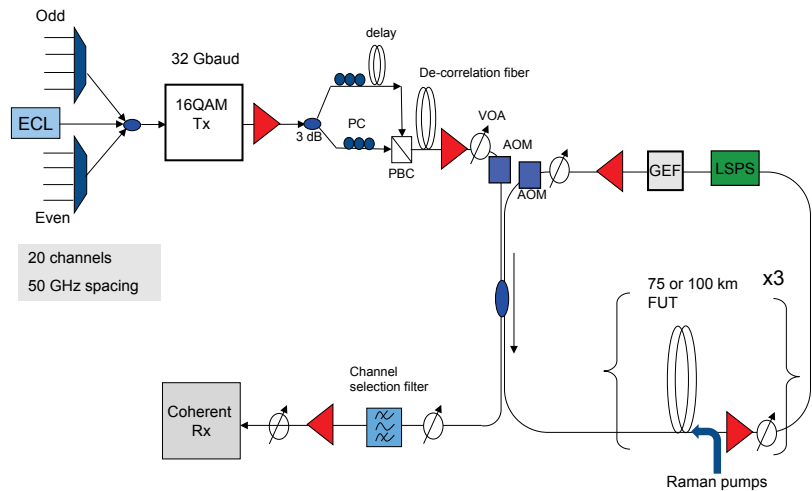 Odd
32 Gbaud
delay
De-correlation fiber
ECL
16QAM
Tx
3 dB
PC
PBC
VOA
AOM
AOM
GEF
LSPS
Even
20 channels
50 GHz spacing
75 or 100 km
FUT
x3
Channel
selection filter
Coherent
Rx
Raman pumps